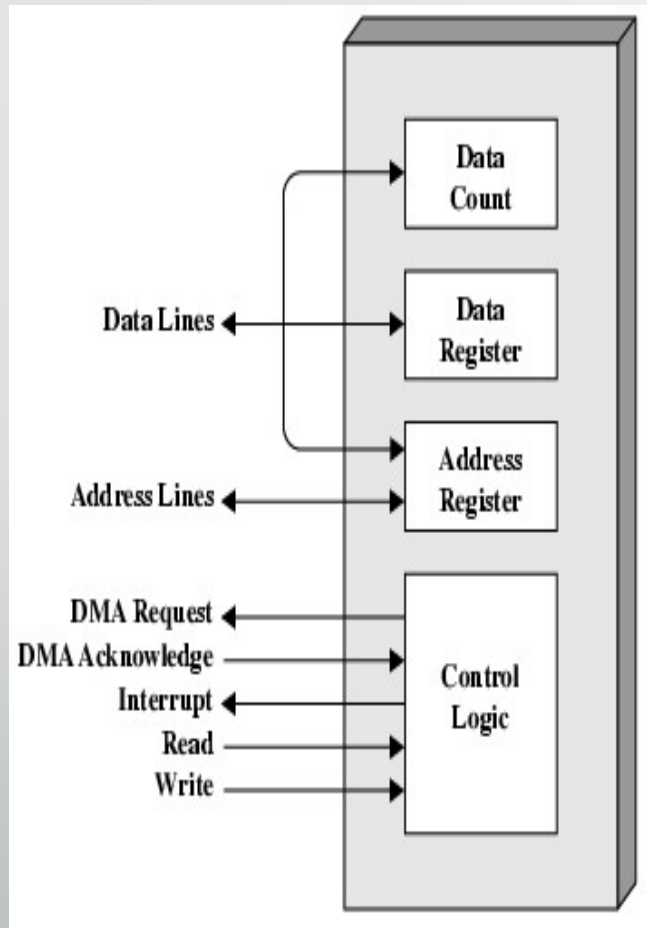 Data
Count
Data Lines
Data
Register
Address Lines
Address
Register
DMA Request
DMA Acknowledge
Interrupt
Read
Write
Control
Logic